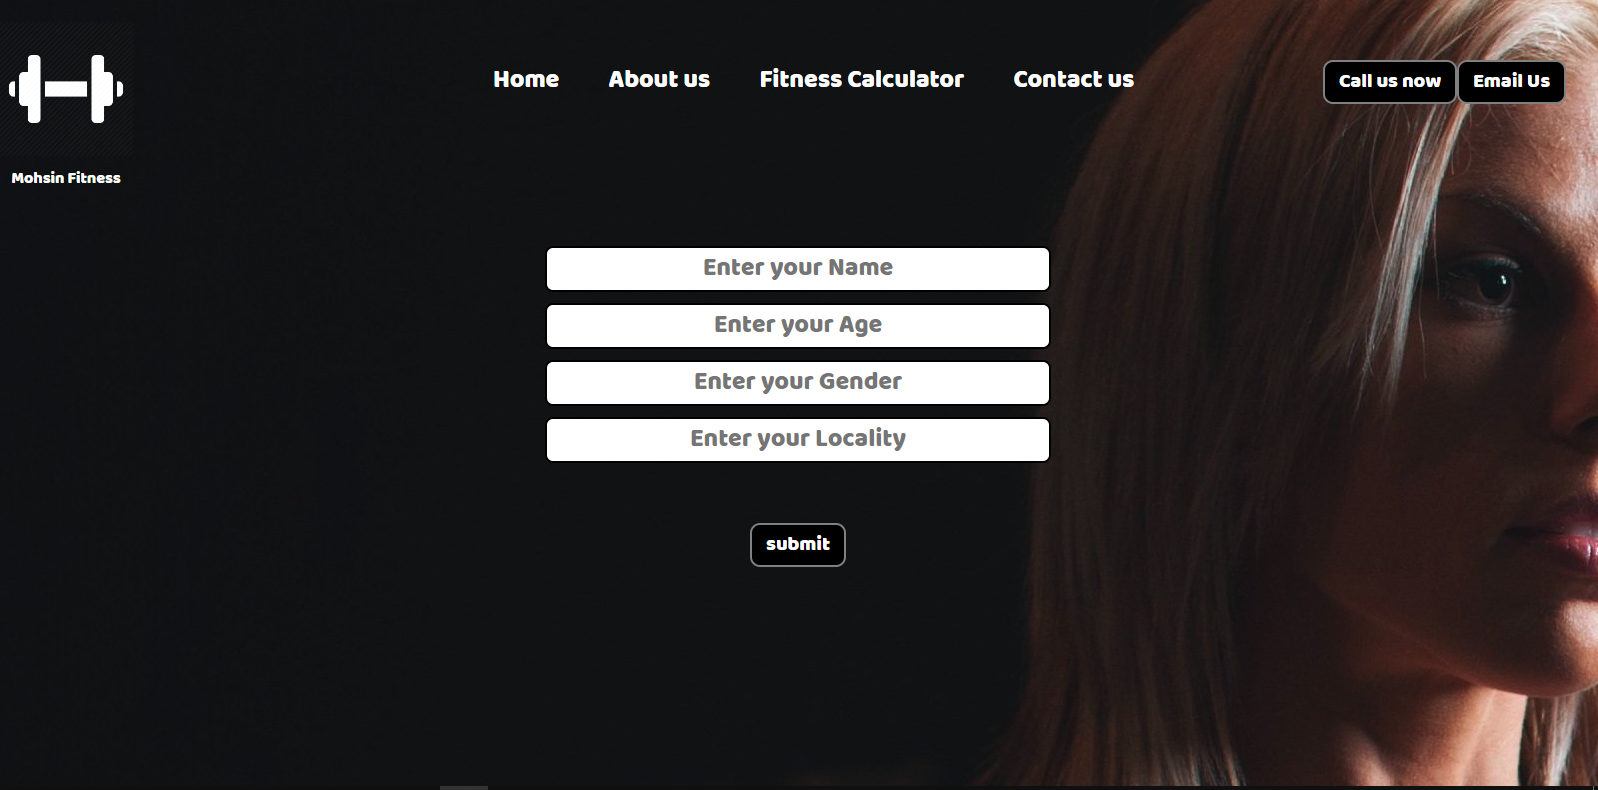 Home About us Fitness Calculator Contact us
Call us now Email Us
Mohsin Fitness
Enter your Name
Enter your Age
Enter your Gender
Enter your Locality
submit